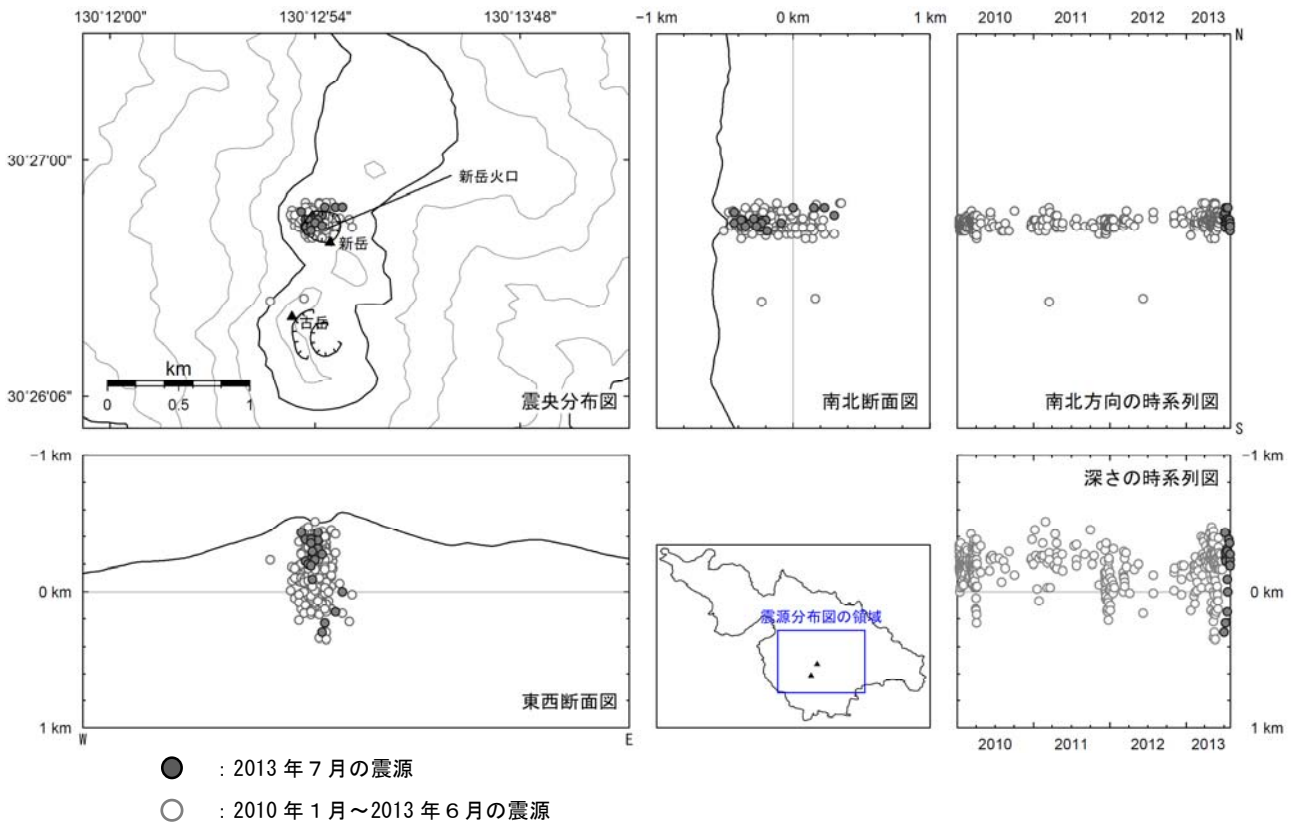 130°12'00" 130°12'54" 130°13'48"
−1 km 0 km 1 km
2010 2011 2012 2013
N
30°27'00"
新岳火口
新岳
古岳
km
0 0.5 1
30°26'06"
震央分布図
南北断面図
南北方向の時系列図
S
−1 km
0 km
1 km
東西断面図
W E
震源分布図の領域
深さの時系列図
−1 km
0 km
1 km
2010 2011 2012 2013
：2013 年７月の震源
：2010 年１月～2013 年６月の震源